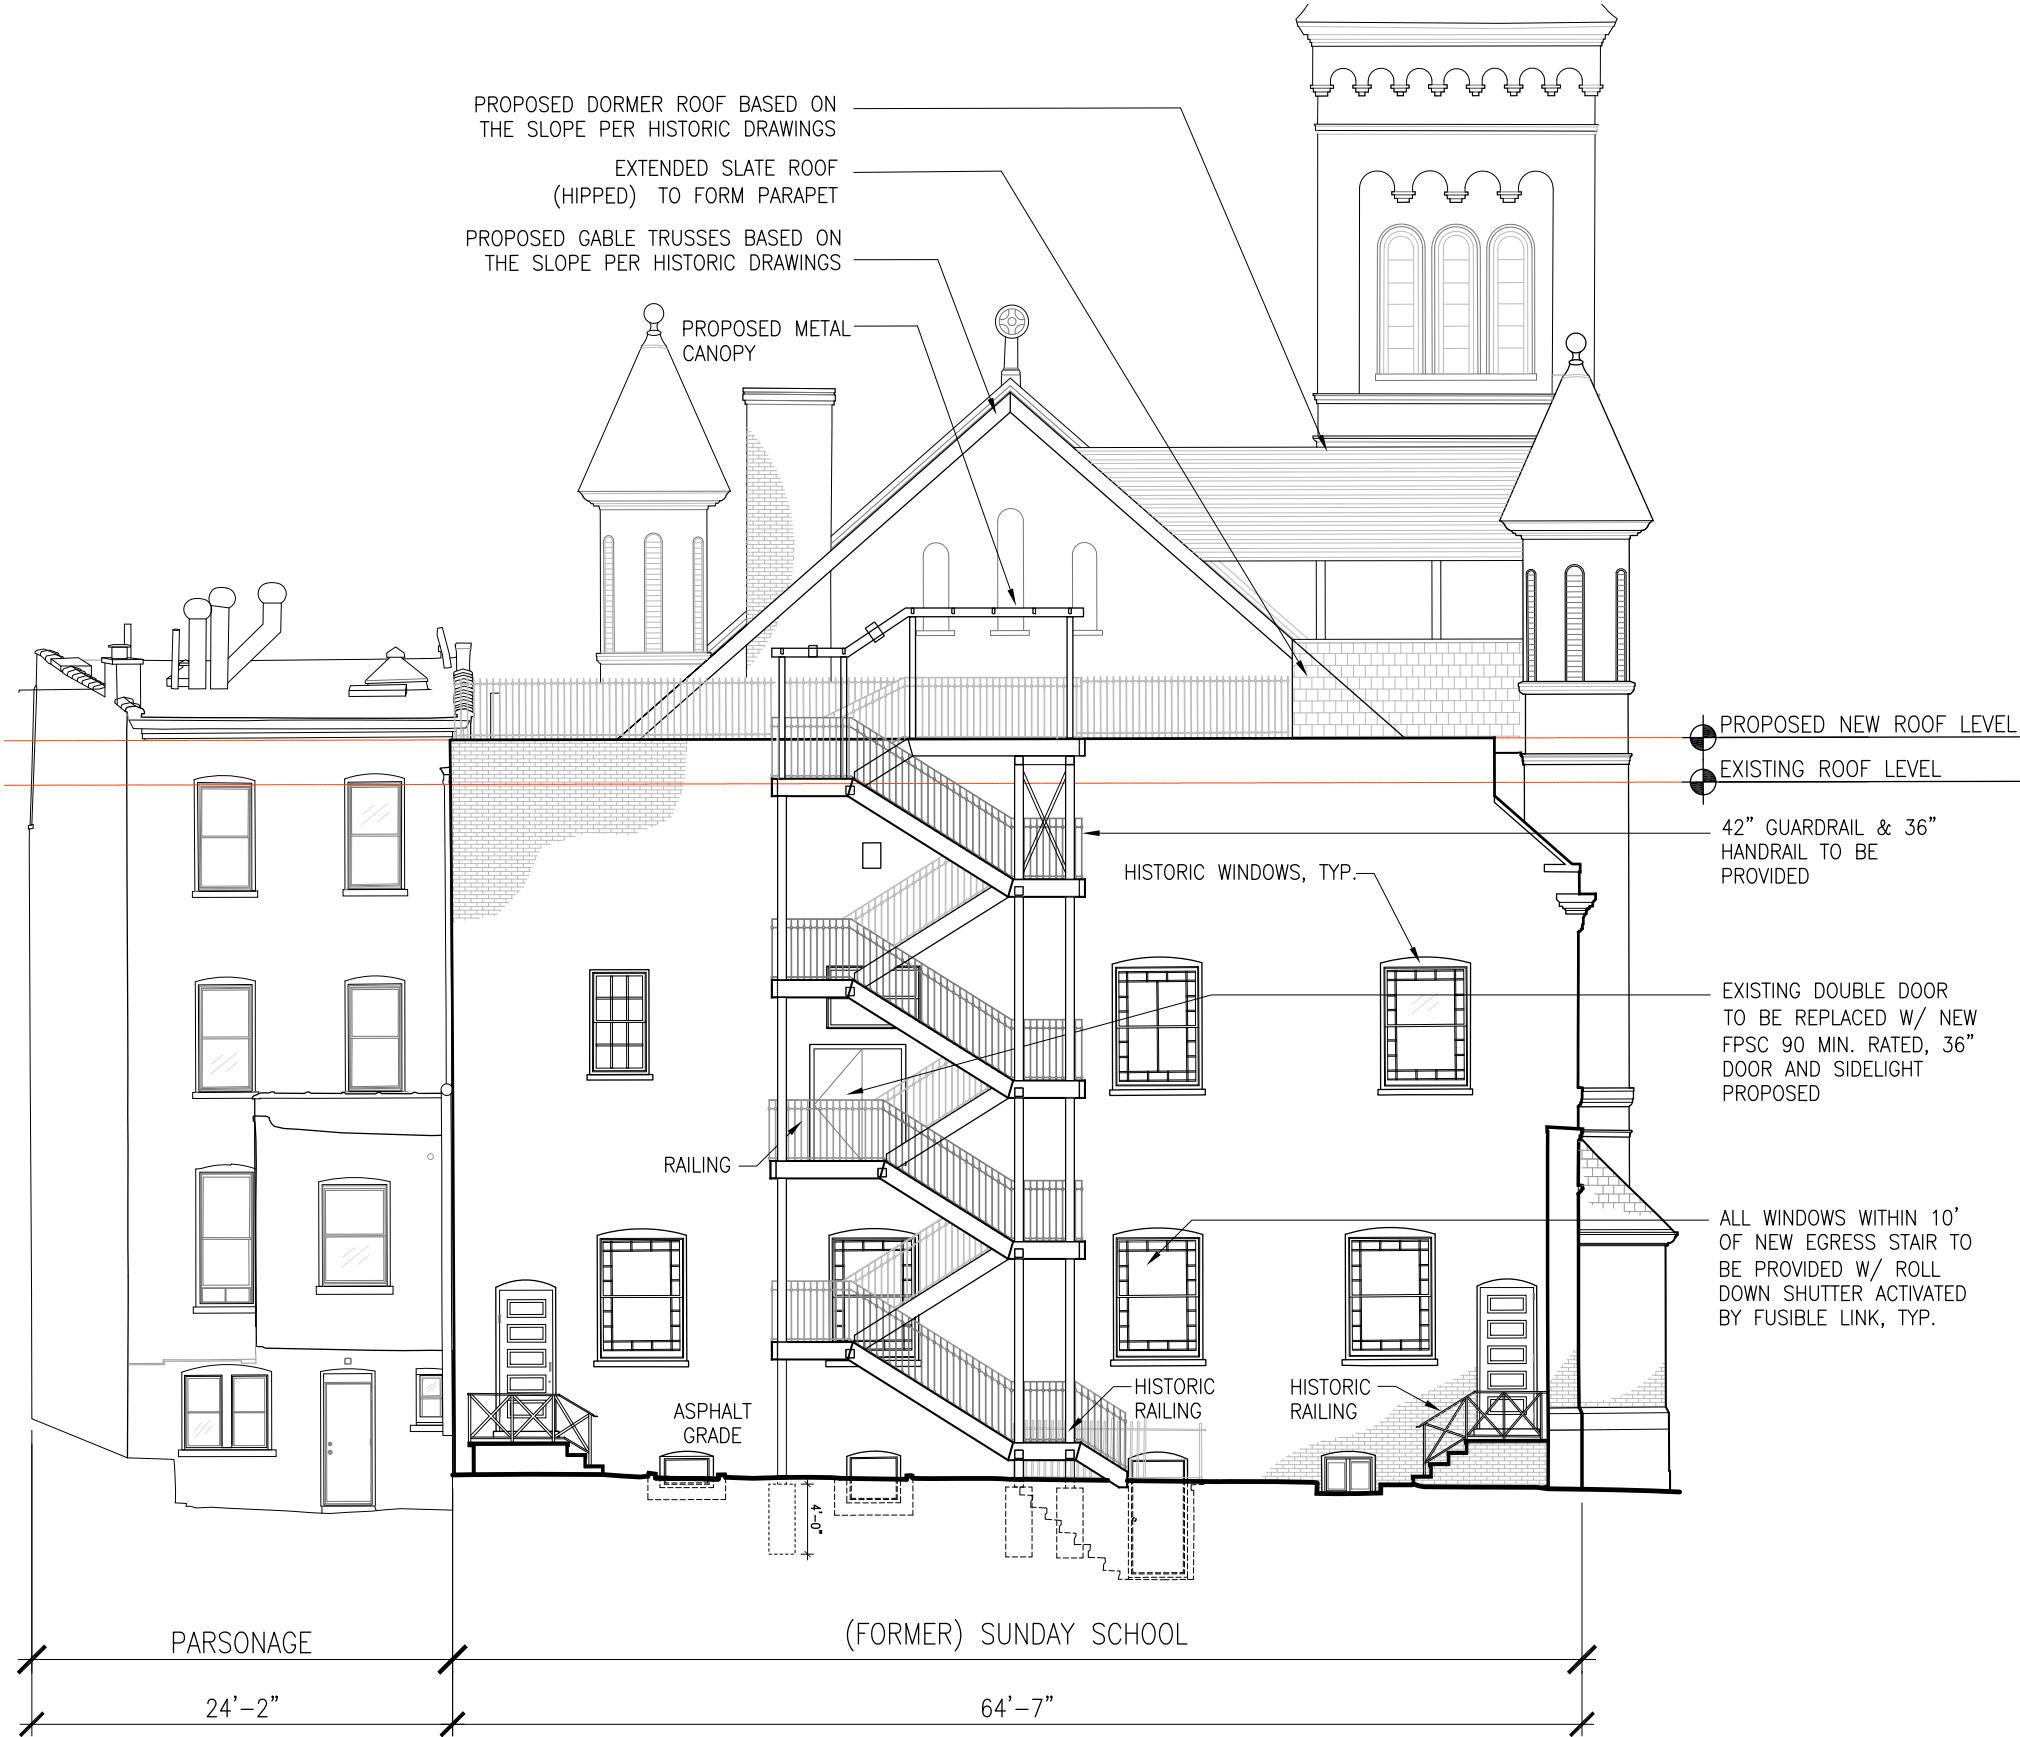 PROPOSED DORMER ROOF BASED ON
THE SLOPE PER HISTORIC DRAWINGS
EXTENDED SLATE ROOF
(HIPPED) TO FORM PARAPET
PROPOSED GABLE TRUSSES BASED ON
THE SLOPE PER HISTORIC DRAWINGS
PROPOSED METAL
CANOPY
PROPOSED NEW ROOF LEVEL
EXISTING ROOF LEVEL
42" GUARDRAIL & 36"
HANDRAIL TO BE
PROVIDED
HISTORIC WINDOWS, TYP.
EXISTING DOUBLE DOOR
TO BE REPLACED W/ NEW
FPSC 90 MIN. RATED, 36"
DOOR AND SIDELIGHT
PROPOSED
RAILING
ALL WINDOWS WITHIN 10'
OF NEW EGRESS STAIR TO
BE PROVIDED W/ ROLL
DOWN SHUTTER ACTIVATED
BY FUSIBLE LINK, TYP.
HISTORIC
RAILING
HISTORIC
RAILING
ASPHALT
GRADE
4'-0"
PARSONAGE
(FORMER) SUNDAY SCHOOL
24'-2"
64'-7"